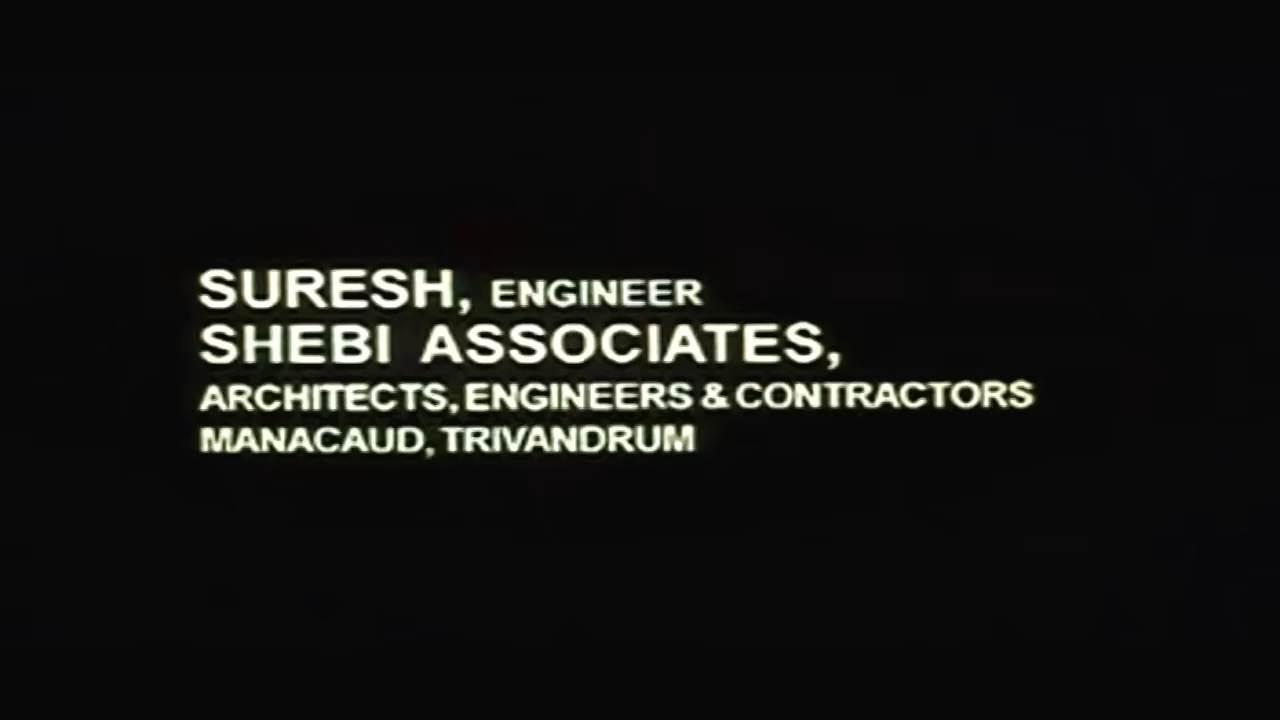 SURESH, ENGINEER
SHEBI ASSOCIATES,
ARCHITECTS, ENGINEERS & CONTRACTORS
MANACAUD, TRIVANDRUM